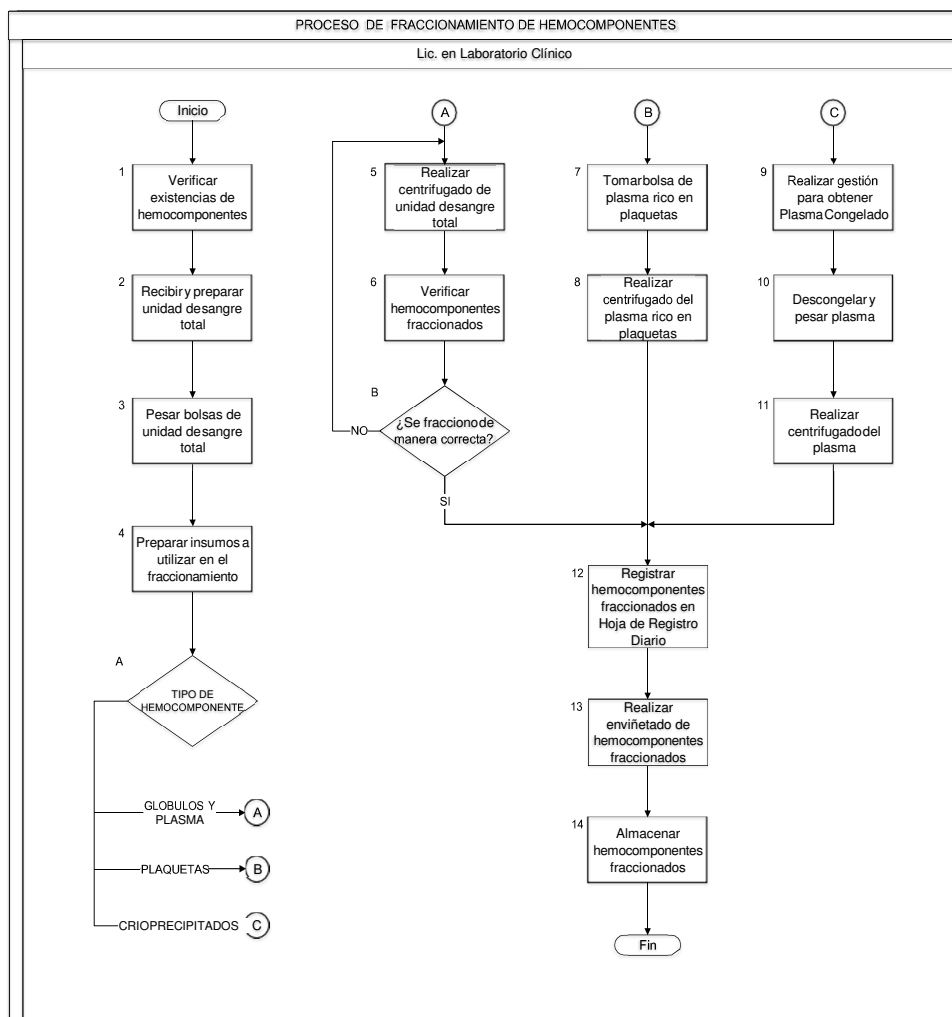 PROCESO DE FRACCIONAMIENTO DE HEMOCOMPONENTES
Lic. en Laboratorio Clínico
Inicio
1
Verificar
existencias de
hemocomponentes
2
Recibir y preparar
unidad de sangre
total
3
Pesar bolsas de
unidad de sangre
total
4
Preparar insumos a
utilizar en el
fraccionamiento
A
TIPO DE
HEMOCOMPONENTE
GLOBULOS Y
PLASMA
A
PLAQUETAS
B
CRIOPRECIPITADOS
C
A
5
Realizar
centrifugado de
unidad de sangre
total
6
Verificar
hemocomponentes
fraccionados
B
¿Se fracciono de
manera correcta?
NO
SI
B
7
Tomar bolsa de
plasma rico en
plaquetas
8
Realizar
centrifugado del
plasma rico en
plaquetas
C
9
Realizar gestión
para obtener
Plasma Congelado
10
Descongelar y
pesar plasma
11
Realizar
centrifugado del
plasma
12
Registrar
hemocomponentes
fraccionados en
Hoja de Registro
Diario
13
Realizar
enviñetado de
hemocomponentes
fraccionados
14
Almacenar
hemocomponentes
fraccionados
Fin